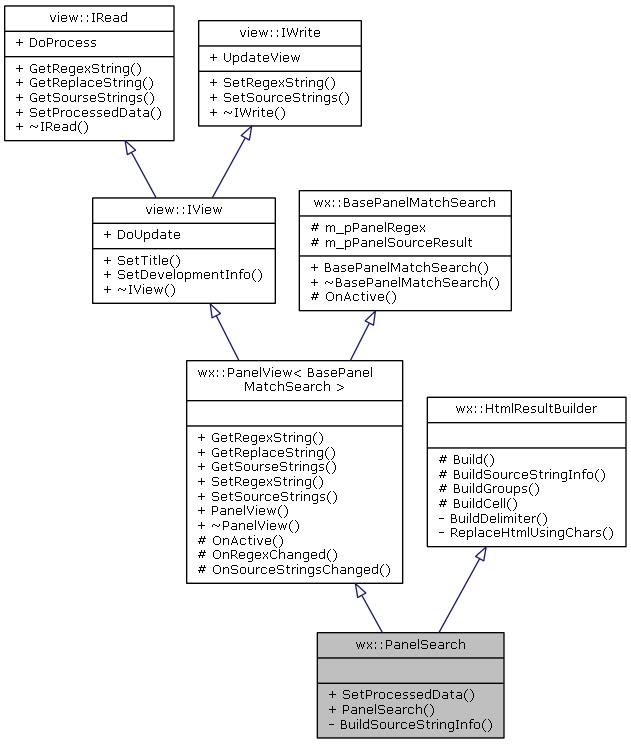 view::IRead
+ DoProcess
+ GetRegexString()
+ GetReplaceString()
+ GetSourseStrings()
+ SetProcessedData()
+ ~IRead()
view::IWrite
+ UpdateView
+ SetRegexString()
+ SetSourceStrings()
+ ~IWrite()
view::IView
+ DoUpdate
+ SetTitle()
+ SetDevelopmentInfo()
+ ~IView()
wx::BasePanelMatchSearch
# m_pPanelRegex
# m_pPanelSourceResult
+ BasePanelMatchSearch()
+ ~BasePanelMatchSearch()
# OnActive()
wx::PanelView< BasePanel
MatchSearch >
+ GetRegexString()
+ GetReplaceString()
+ GetSourseStrings()
+ SetRegexString()
+ SetSourceStrings()
+ PanelView()
+ ~PanelView()
# OnActive()
# OnRegexChanged()
# OnSourceStringsChanged()
wx::HtmlResultBuilder
# Build()
# BuildSourceStringInfo()
# BuildGroups()
# BuildCell()
- BuildDelimiter()
- ReplaceHtmlUsingChars()
wx::PanelSearch
+ SetProcessedData()
+ PanelSearch()
- BuildSourceStringInfo()